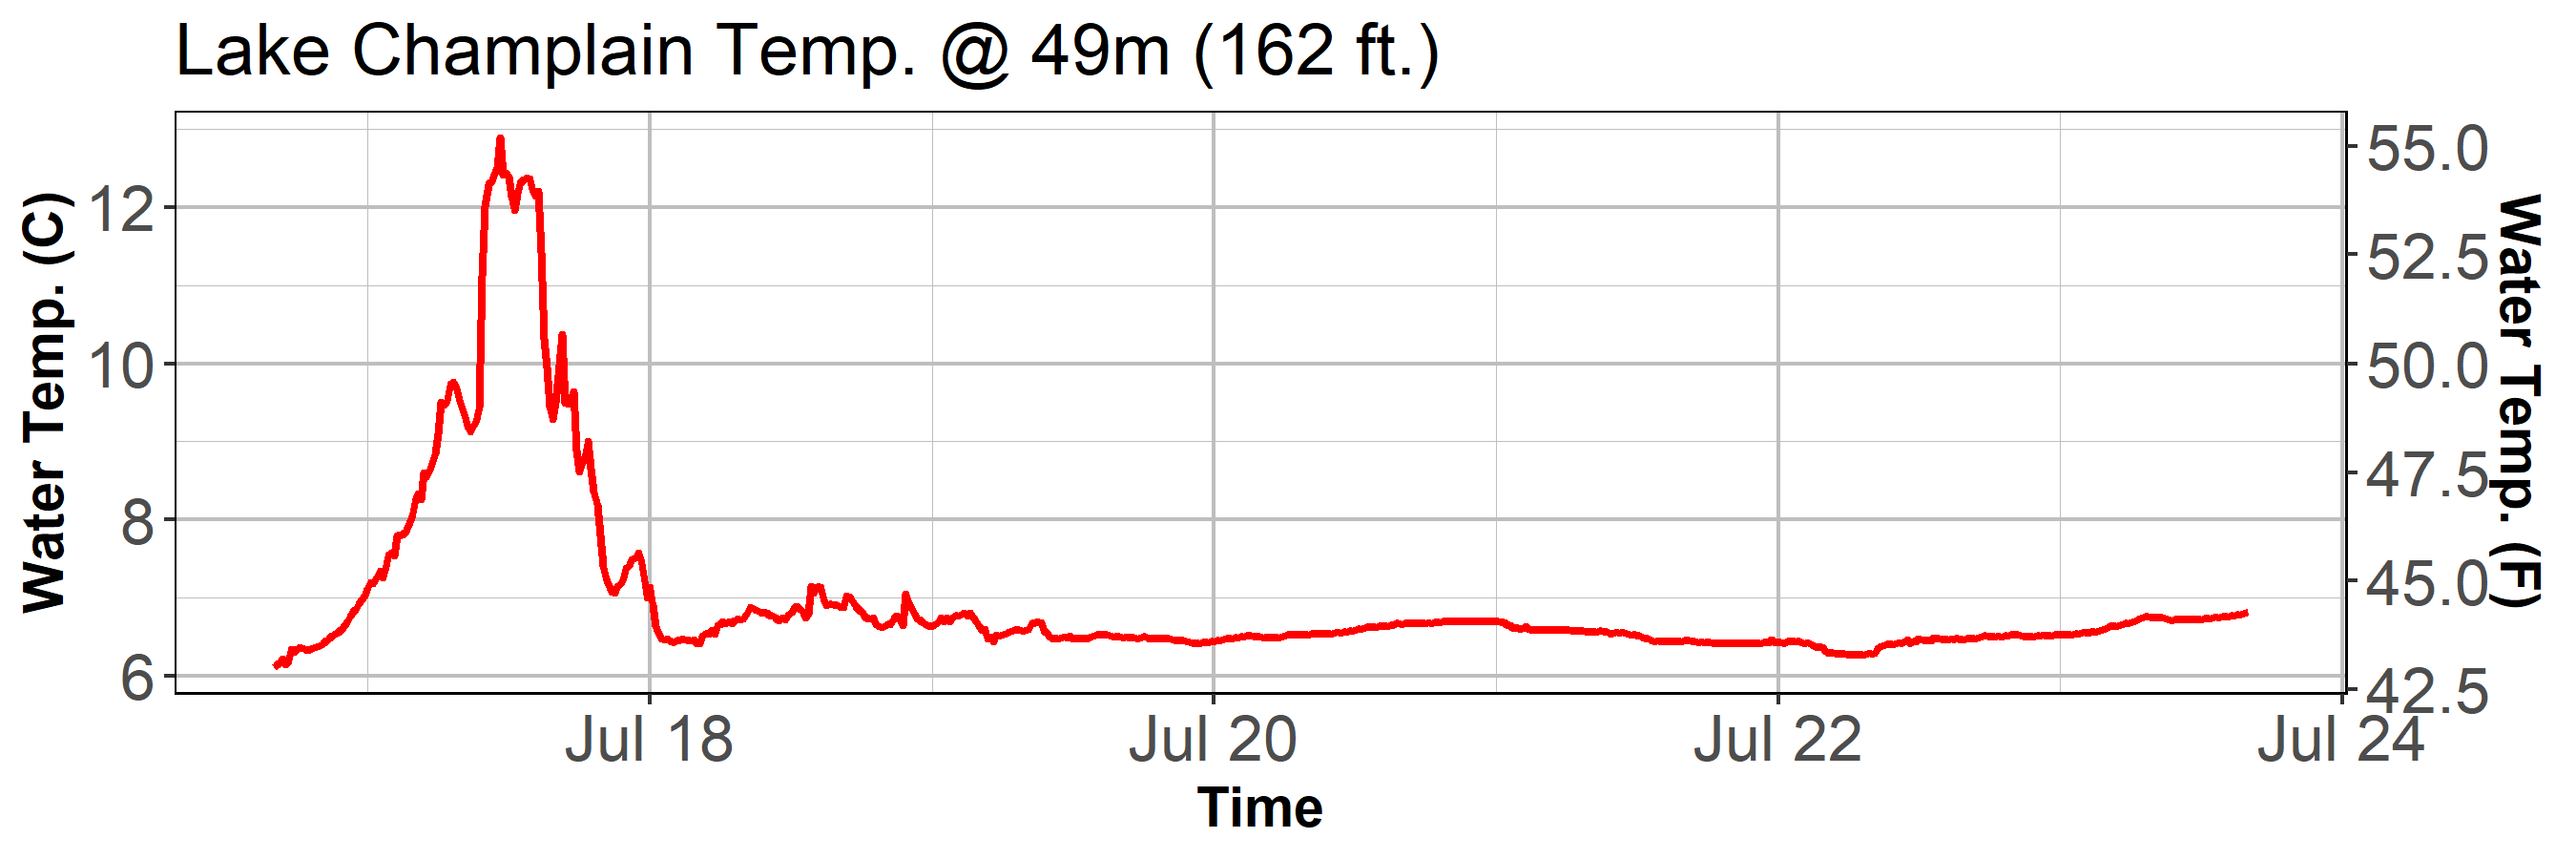 Lake Champlain Temp. @ 49m (162 ft.)
Water Temp. (C)
12
10
8
6
55.0
52.5
50.0
47.5
45.0
42.5
Water Temp. (F)
Jul 18 Jul 20 Jul 22 Jul 24
Time